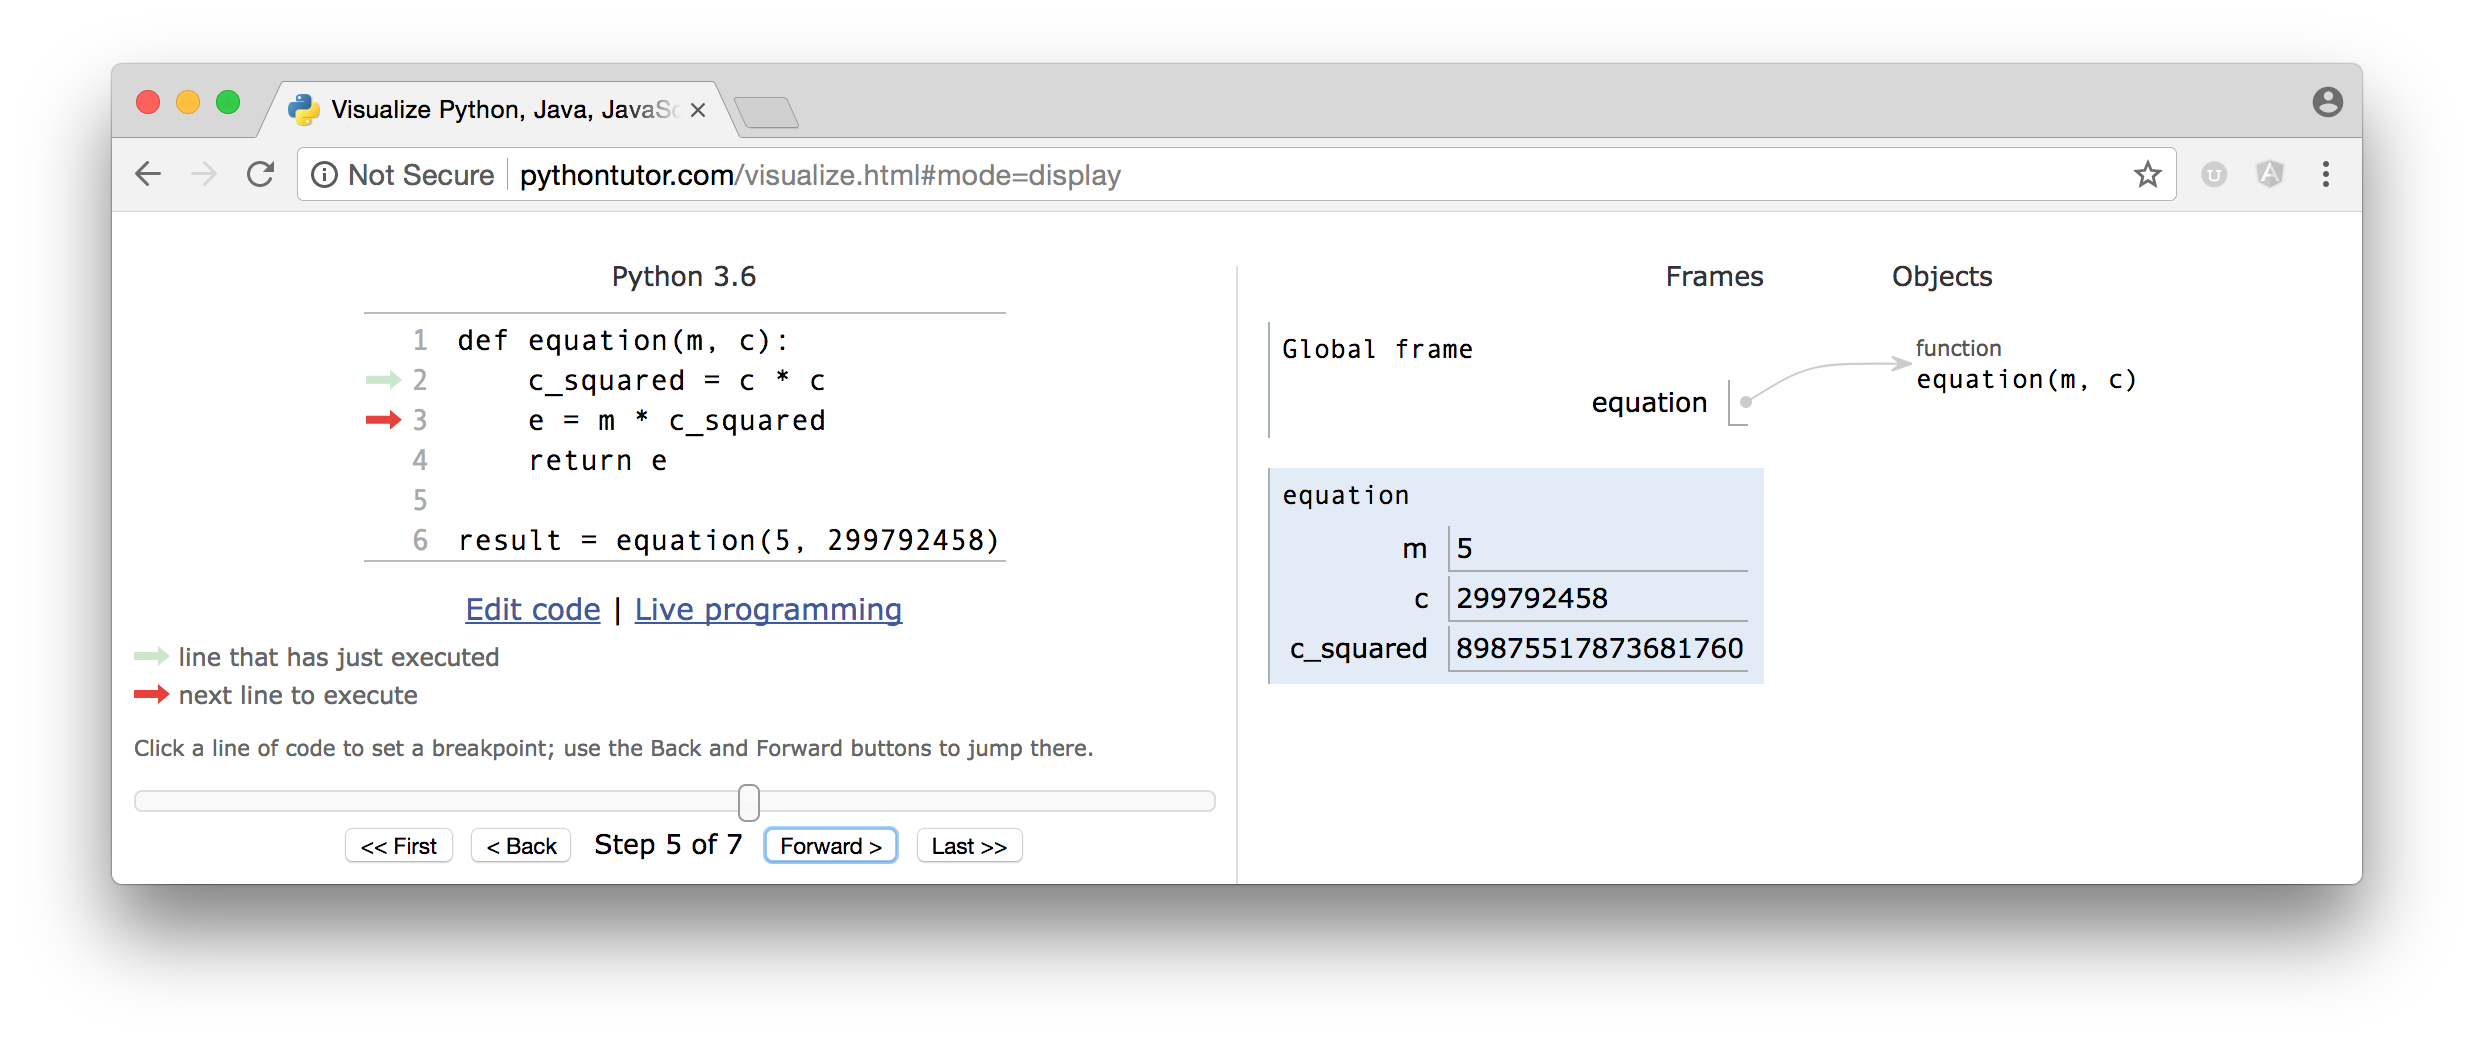 Visualize Python, Java, JavaSc
Not Secure pythontutor.com/visualize.html#mode=display
Python 3.6
1 def equation(m, c):
2     c_squared = c * c
3     e = m * c_squared
4     return e
5
6 result = equation(5, 299792458)
Edit code | Live programming
line that has just executed
next line to execute
Click a line of code to set a breakpoint; use the Back and Forward buttons to jump there.
<< First < Back Step 5 of 7 Forward > Last >>
Frames Objects
Global frame
equation
function
equation(m, c)
equation
m 5
c 299792458
c_squared 89875517873681760